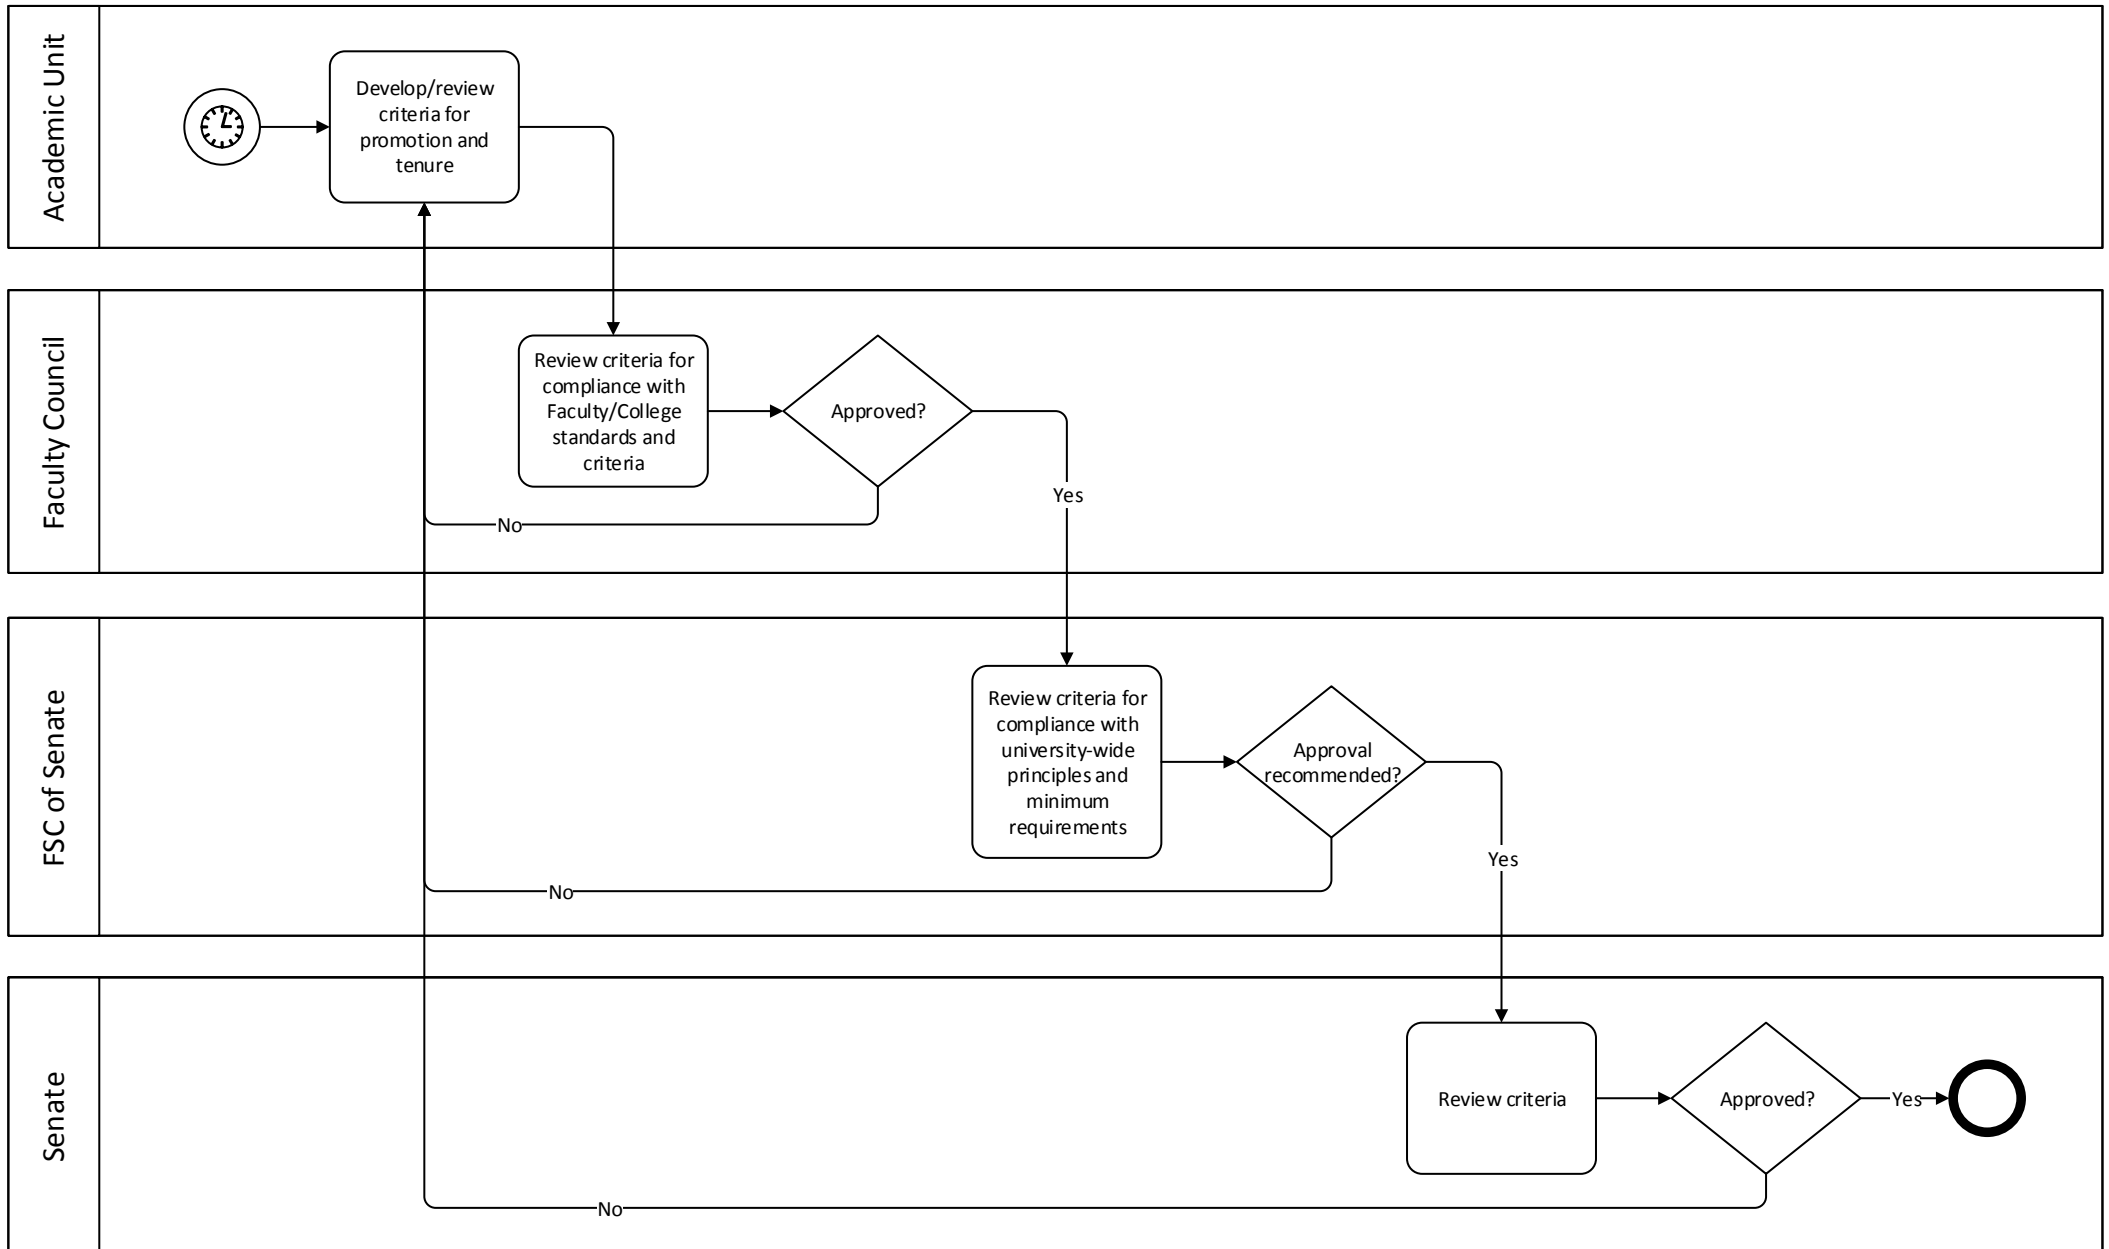 Academic Unit
Develop/review
criteria for
promotion and
tenure
Faculty Council
Review criteria for
compliance with
Faculty/College
standards and
criteria
Approved?
Yes
No
FSC of Senate
Review criteria for
compliance with
university-wide
principles and
minimum
requirements
Approval
recommended?
Yes
No
Senate
Review criteria
Approved?
Yes
No